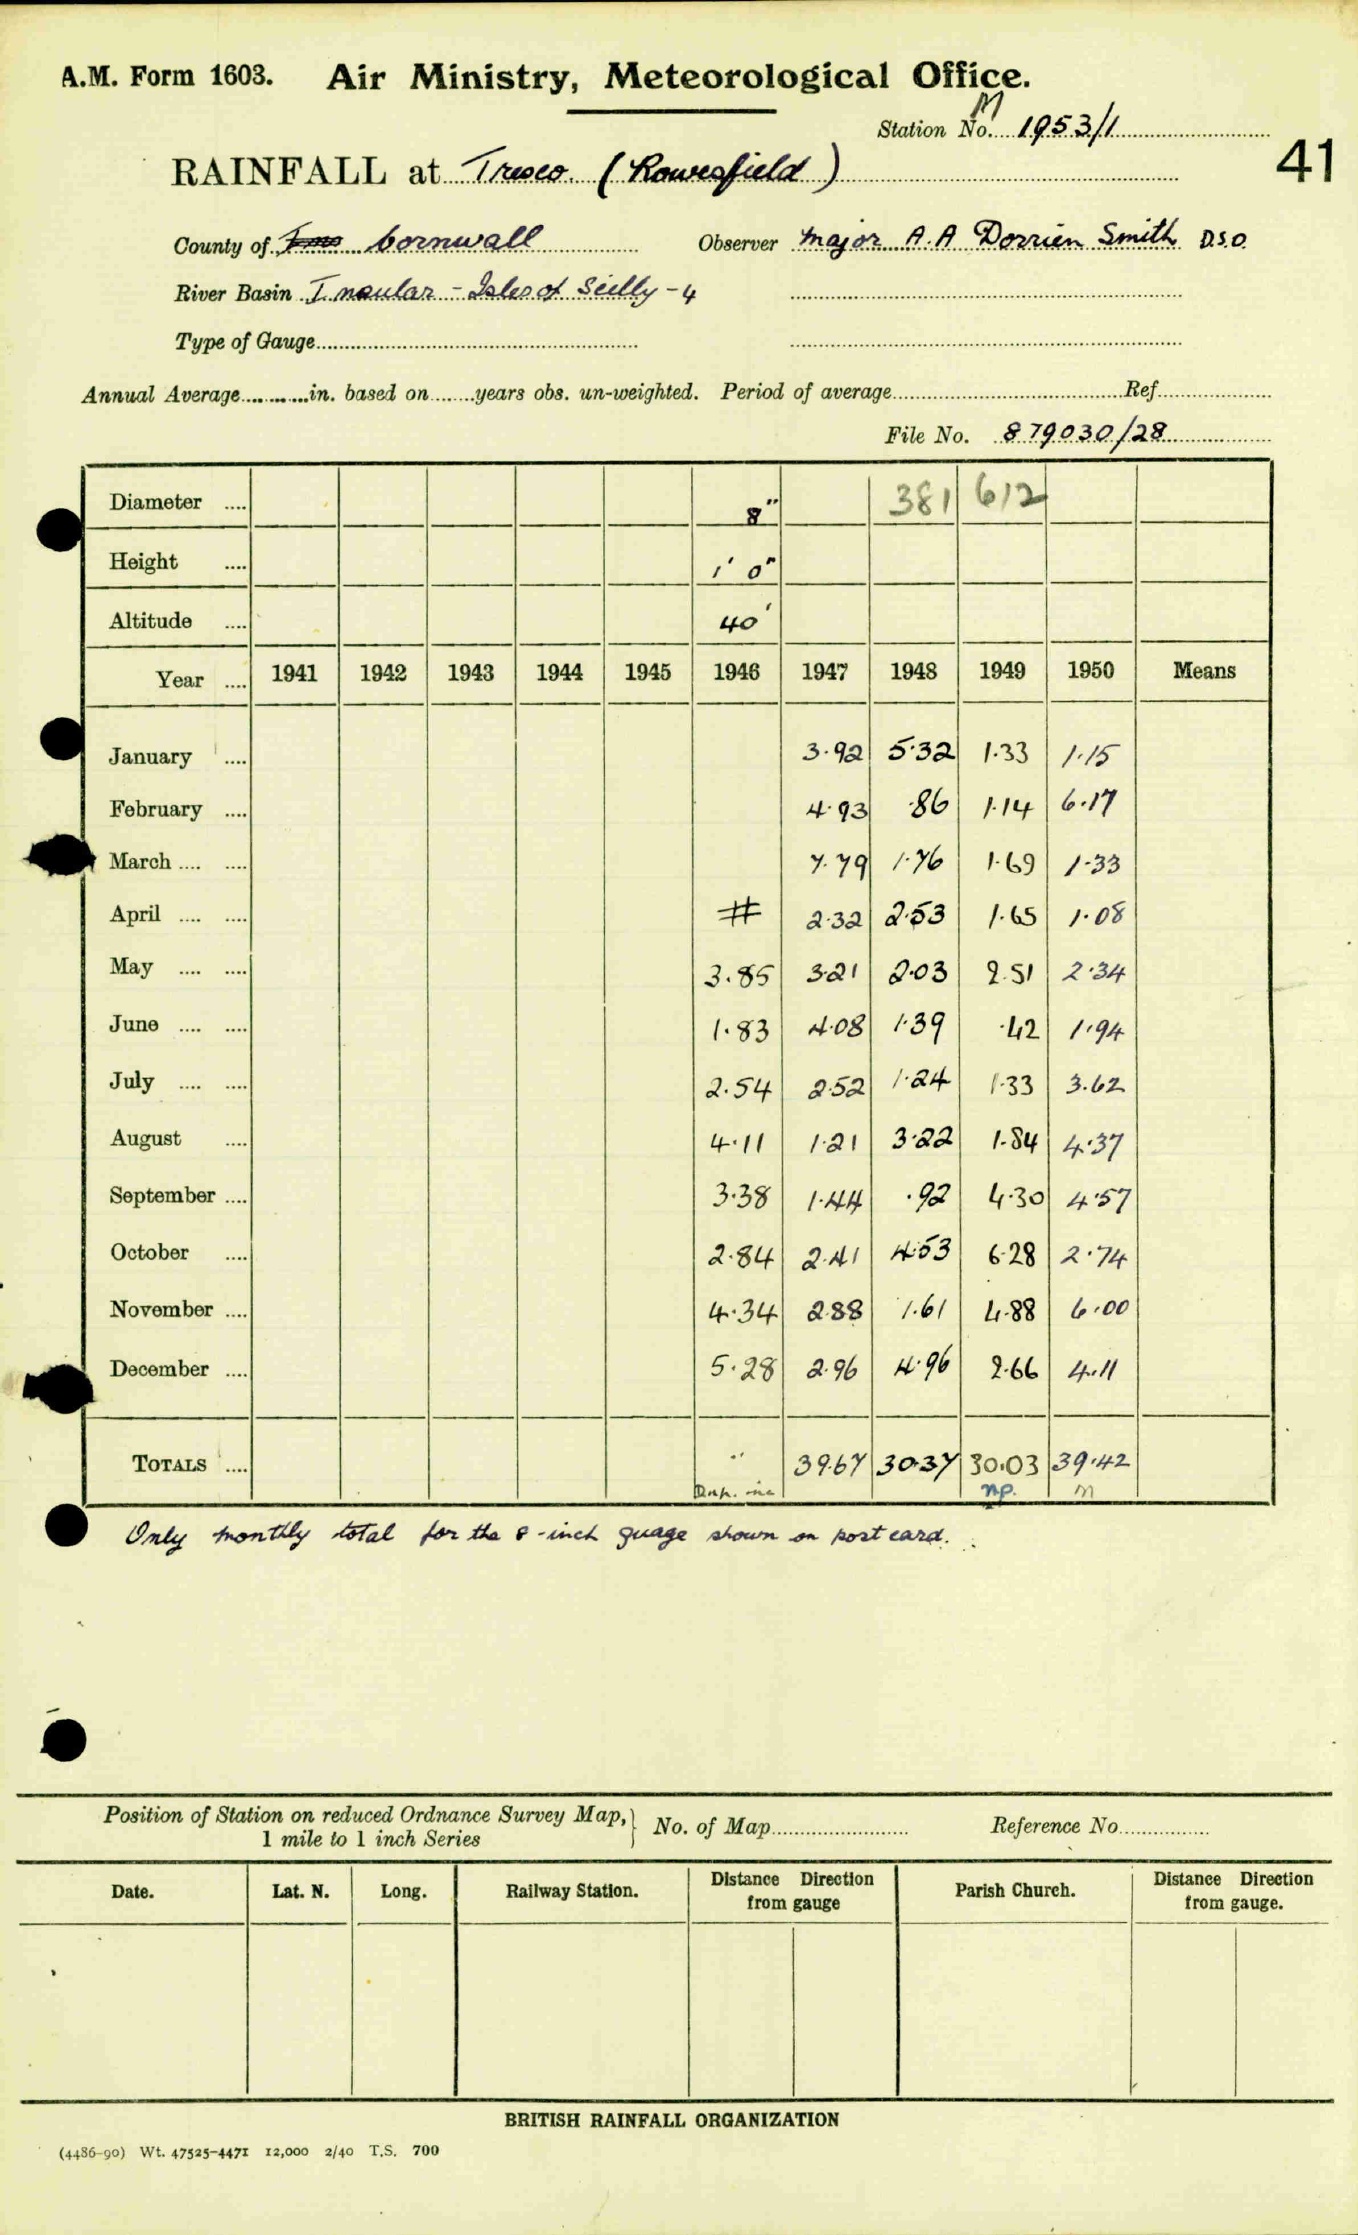 A.M. Form 1603. Air Ministry, Meteorological Office.
Station No. M 1953/1
41
RAINFALL at Tresco (Rowesfield)
County of Cornwall Observer Major A.A Dorrien Smith D.S.O.
River Basin Insular - Isles of Scilly - 4
Type of Gauge
Annual Average in. based on years obs. un-weighted. Period of average Ref
File No. 879030/28
Diameter .... 8" 381 612
Height .... 1' 0"
Altitude .... 40'
Year .... 1941 1942 1943 1944 1945 1946 1947 1948 1949 1950 Means
January .... 3.92 5.32 1.33 1.15
February .... 4.93 .86 1.14 6.17
March .... .... 7.79 1.76 1.69 1.33
April .... .... # 2.32 2.53 1.65 1.08
May .... .... 3.85 3.21 2.03 2.51 2.34
June .... .... 1.83 4.08 1.39 .42 1.94
July .... .... 2.54 2.52 1.24 1.33 3.62
August .... 4.11 1.21 3.22 1.84 4.37
September .... 3.38 1.44 .92 4.30 4.57
October .... 2.84 2.41 4.53 6.28 2.74
November .... 4.34 2.88 1.61 4.88 6.00
December .... 5.28 2.96 4.96 2.66 4.11
TOTALS .... 39.67 30.37 30.03 39.42
np. m
Only monthly total for the 8-inch guage shown on post card.
Position of Station on reduced Ordnance Survey Map, } No. of Map Reference No
1 mile to 1 inch Series
Date. Lat. N. Long. Railway Station. Distance Direction from gauge Parish Church. Distance Direction from gauge.
BRITISH RAINFALL ORGANIZATION
(4486-90) Wt. 47525-4471 12,000 2/40 T.S. 700